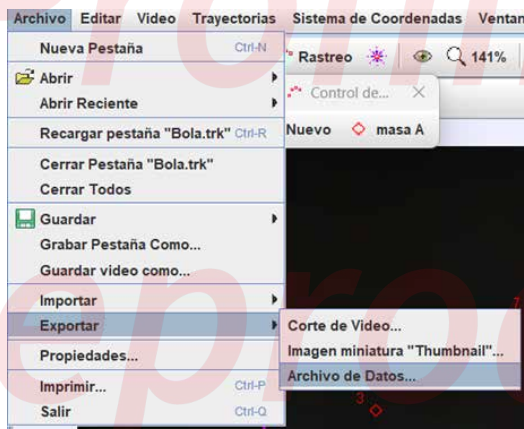 Archivo Editar Video Trayectorias Sistema de Coordenadas
Nueva Pestaña Ctrl-N
Rastreo 141%
Abrir
Control de...
Abrir Reciente
Recargar pestaña "Bola.trk" Ctrl-R
Nuevo masa A
Cerrar Pestaña "Bola.trk"
Cerrar Todos
Guardar
Grabar Pestaña Como...
Guardar video como...
Importar
Exportar
Corte de Video...
Propiedades...
Imagen miniatura "Thumbnail"...
Archivo de Datos...
Imprimir... Ctrl-P
3
Salir Ctrl-Q